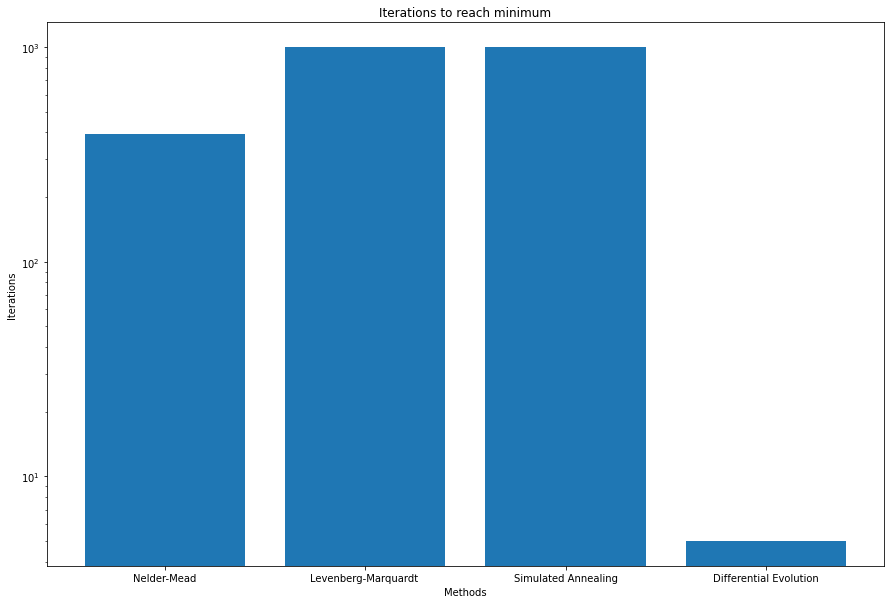 Iterations to reach minimum
10³
10²
10¹
Iterations
Nelder-Mead
Levenberg-Marquardt
Simulated Annealing
Differential Evolution
Methods